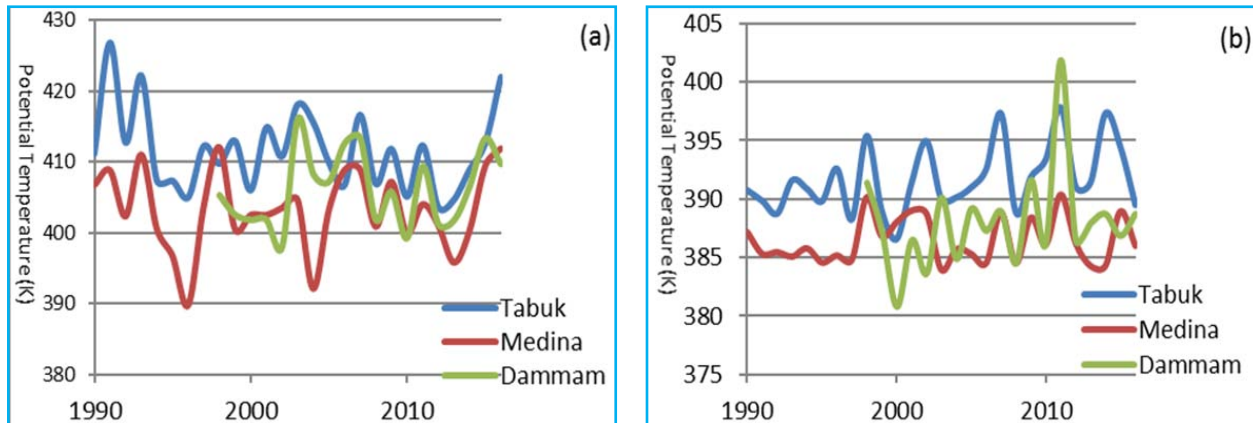 (a)
Potential Temperature (K)
430
420
410
400
390
380
1990
2000
2010
Tabuk
Medina
Dammam
(b)
Potential Temperature (K)
405
400
395
390
385
380
375
1990
2000
2010
Tabuk
Medina
Dammam